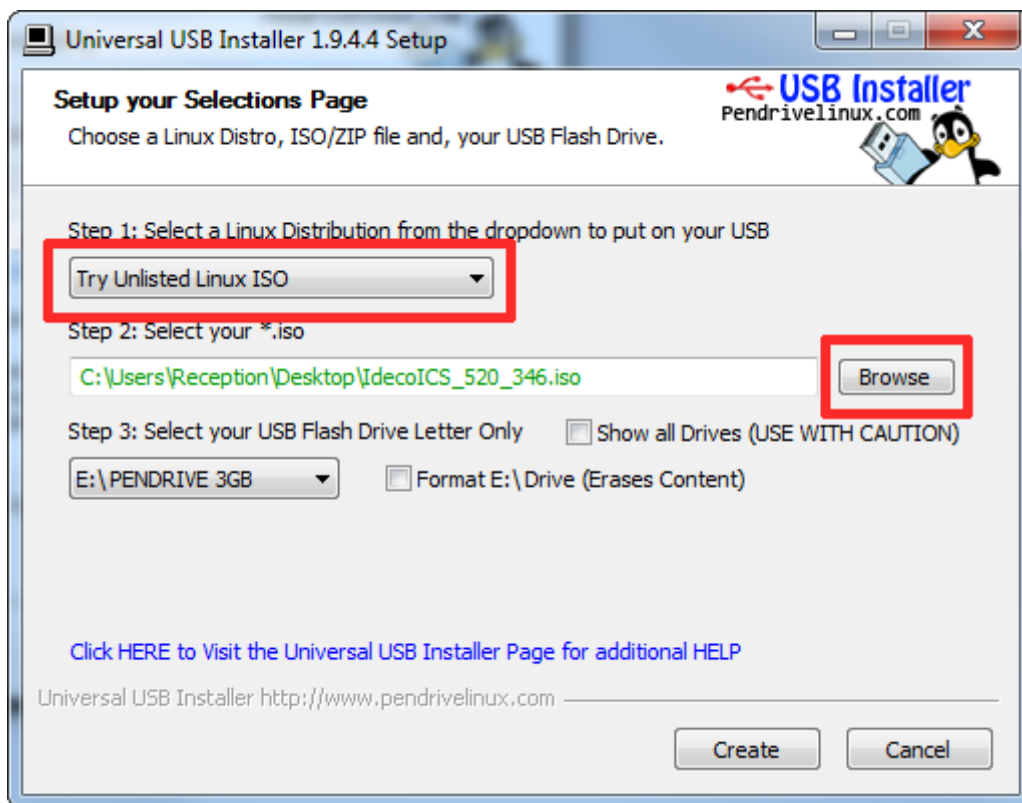 Universal USB Installer 1.9.4.4 Setup
Setup your Selections Page
Choose a Linux Distro, ISO/ZIP file and, your USB Flash Drive.
USB Installer
Pendrivelinux.com
Step 1: Select a Linux Distribution from the dropdown to put on your USB
Try Unlisted Linux ISO
Step 2: Select your *.iso
C:\Users\Reception\Desktop\IdecoICS_520_346.iso
Browse
Step 3: Select your USB Flash Drive Letter Only
Show all Drives (USE WITH CAUTION)
E:\PENDRIVE 3GB
Format E:\Drive (Erases Content)
Click HERE to Visit the Universal USB Installer Page for additional HELP
Universal USB Installer http://www.pendrivelinux.com
Create
Cancel